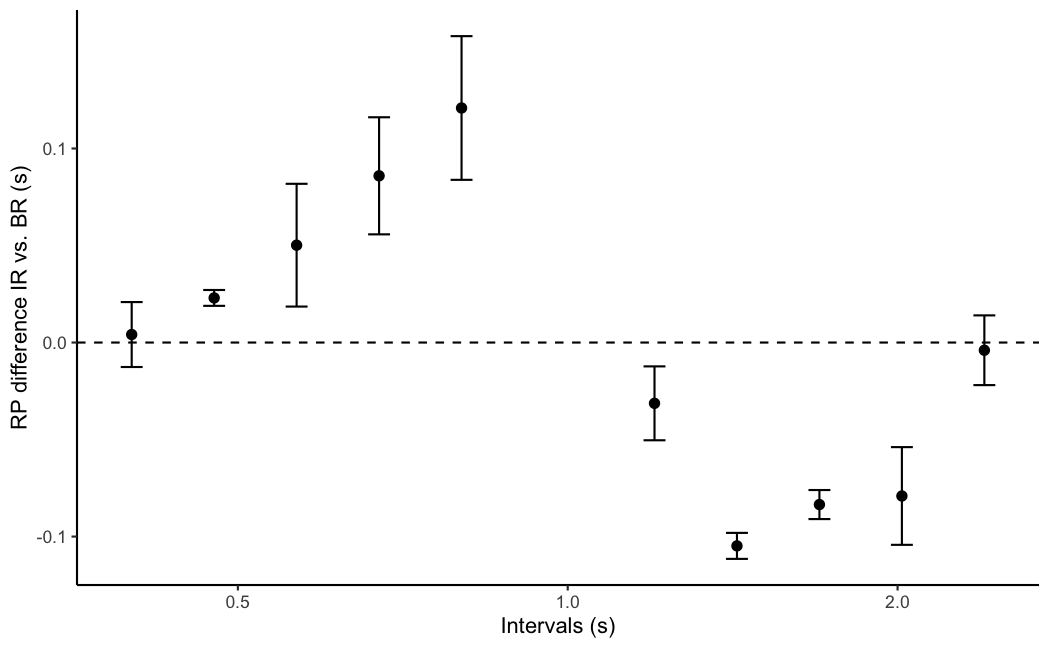 RP difference IR vs. BR (s)
0.1
0.0
-0.1
0.5 1.0 2.0
Intervals (s)